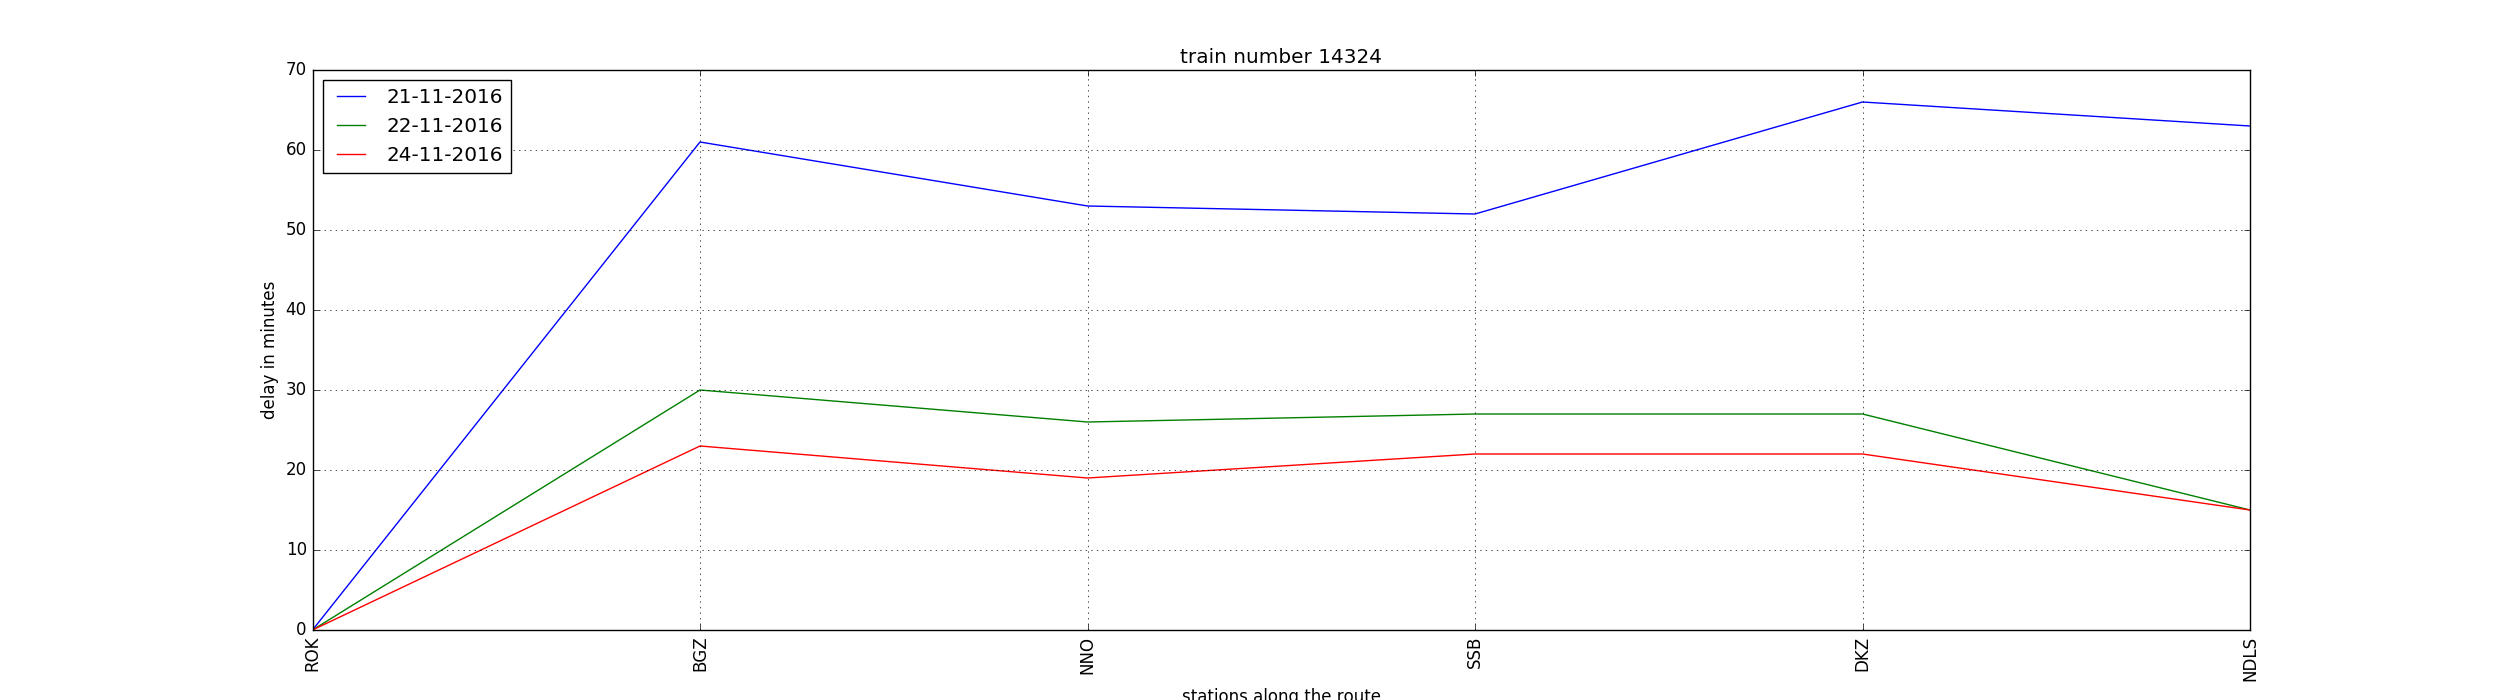 train number 14324
70
60
50
40
30
20
10
0
delay in minutes
21-11-2016
22-11-2016
24-11-2016
ROK
BGZ
NNO
SSB
DKZ
NDLS
stations along the route